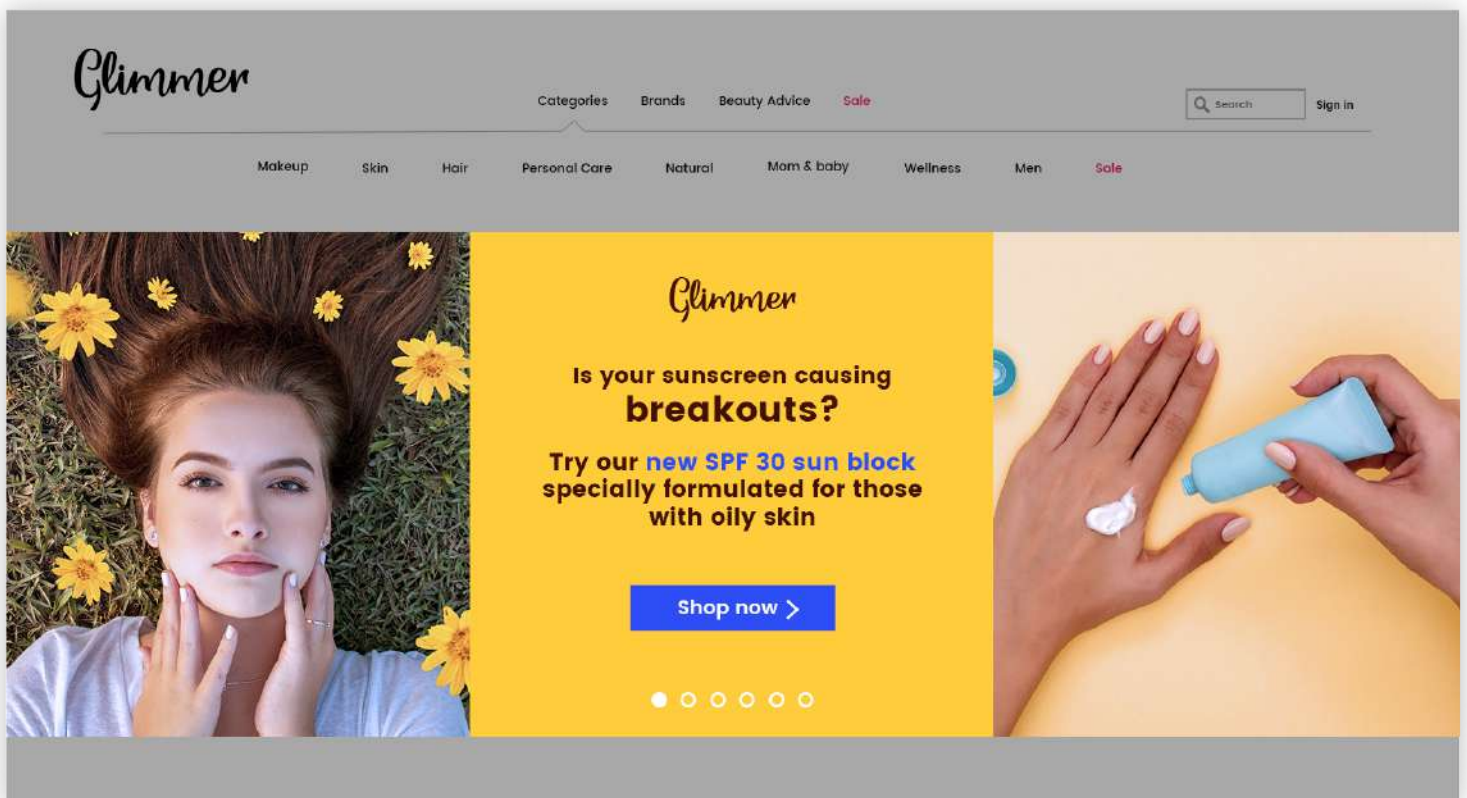 Glimmer
Categories Brands Beauty Advice Sale
Search Sign in
Makeup Skin Hair Personal Care Natural Mom & baby Wellness Men Sale
Glimmer
Is your sunscreen causing
breakouts?
Try our new SPF 30 sun block
specially formulated for those
with oily skin
Shop now >